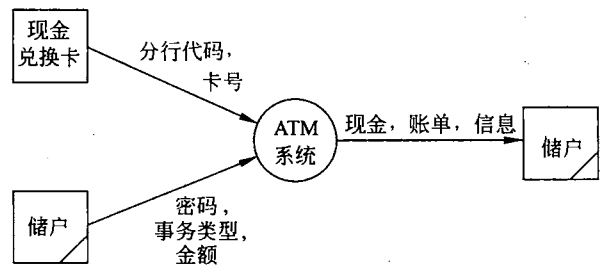 现金
兑换卡
分行代码，
卡号
ATM
系统
现金，账单，信息
储户
储户
密码，
事务类型，
金额